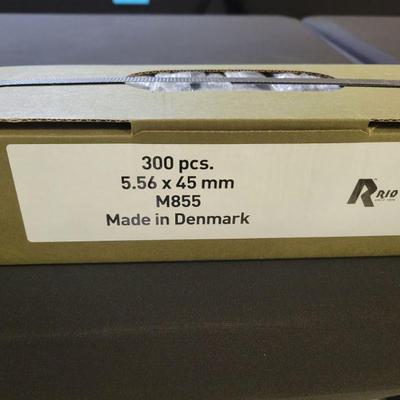 300 pcs.
5.56 x 45 mm
M855
Made in Denmark
RIO